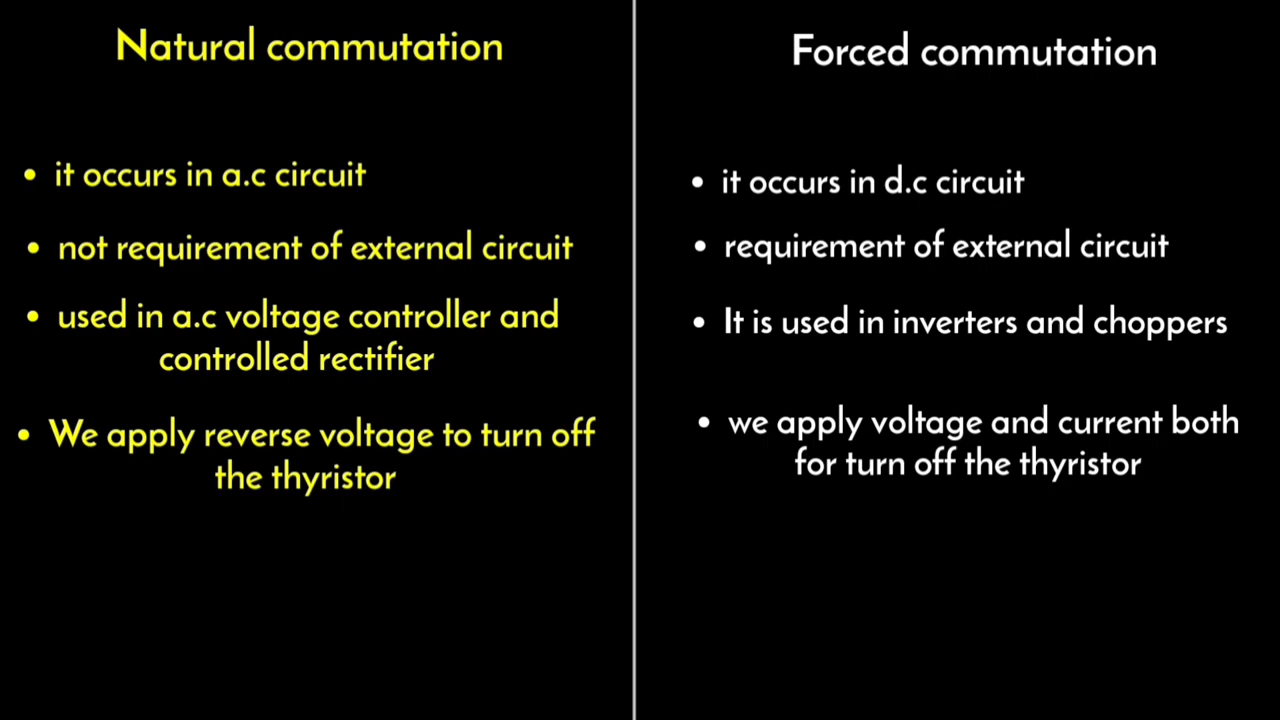 Natural commutation
• it occurs in a.c circuit
• not requirement of external circuit
• used in a.c voltage controller and
controlled rectifier
• We apply reverse voltage to turn off
the thyristor
Forced commutation
• it occurs in d.c circuit
• requirement of external circuit
• It is used in inverters and choppers
• we apply voltage and current both
for turn off the thyristor